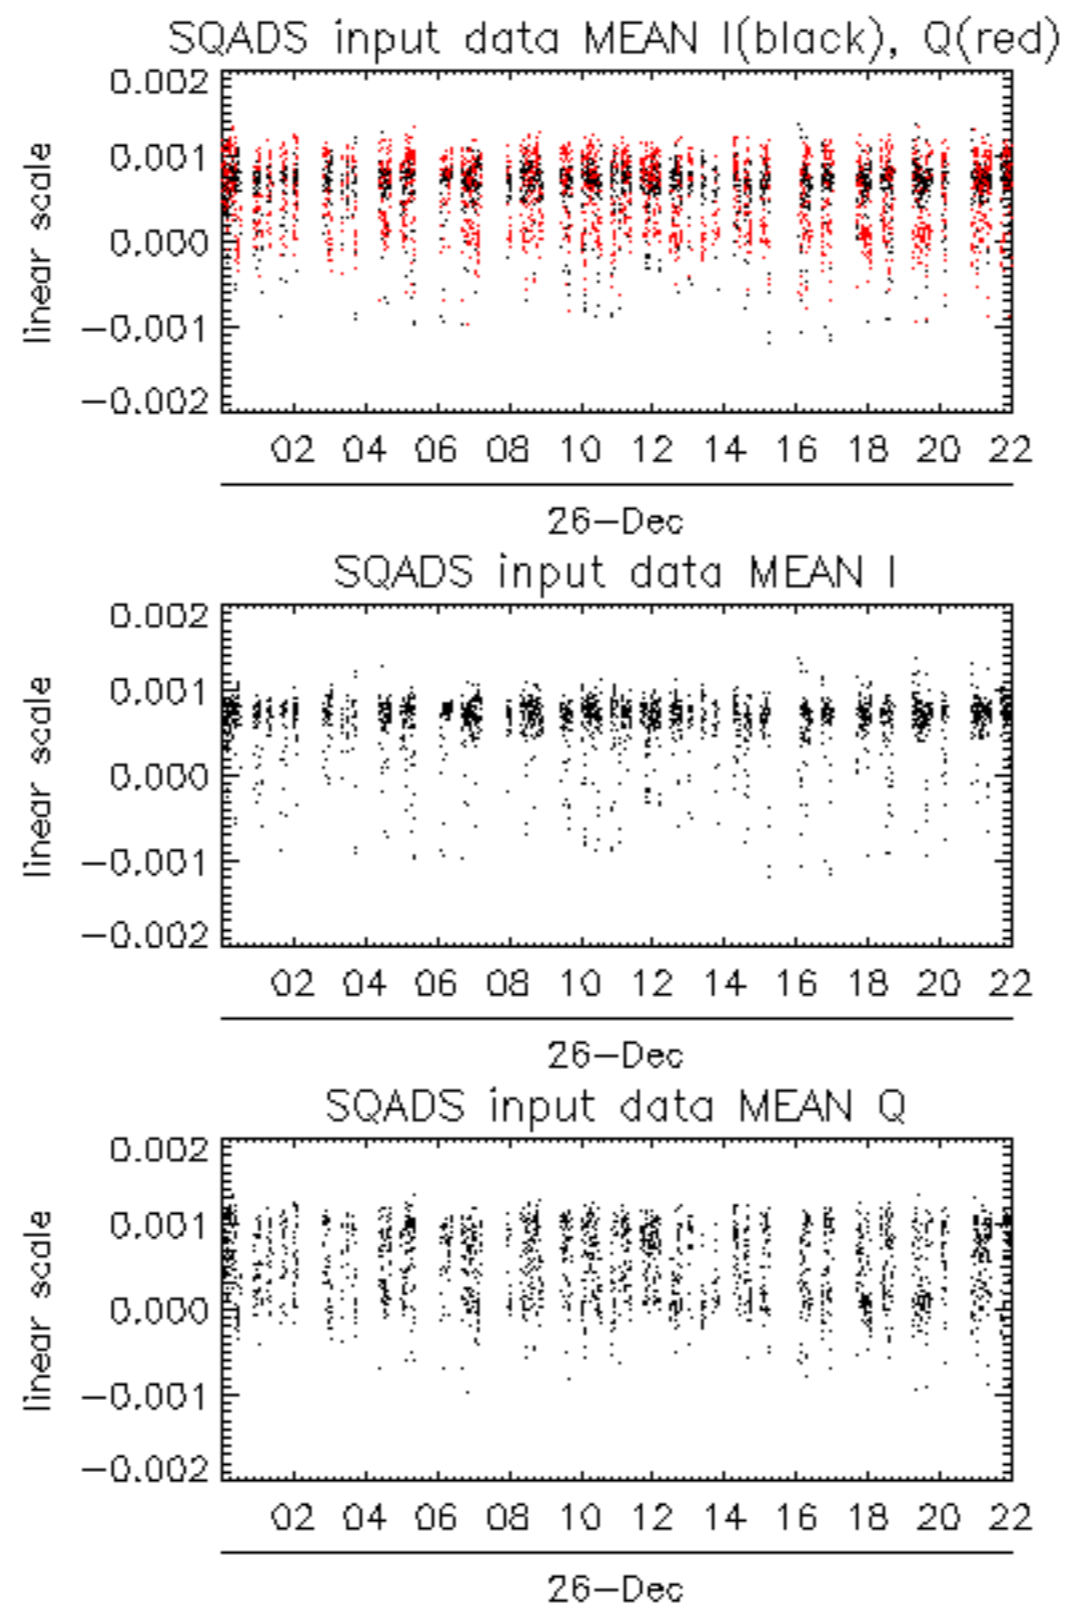 SQADS input data MEAN I(black), Q(red)
0.002
0.001
0.000
−0.001
−0.002
linear scale
02 04 06 08 10 12 14 16 18 20 22
26−Dec
SQADS input data MEAN I
0.002
0.001
0.000
−0.001
−0.002
linear scale
02 04 06 08 10 12 14 16 18 20 22
26−Dec
SQADS input data MEAN Q
0.002
0.001
0.000
−0.001
−0.002
linear scale
02 04 06 08 10 12 14 16 18 20 22
26−Dec